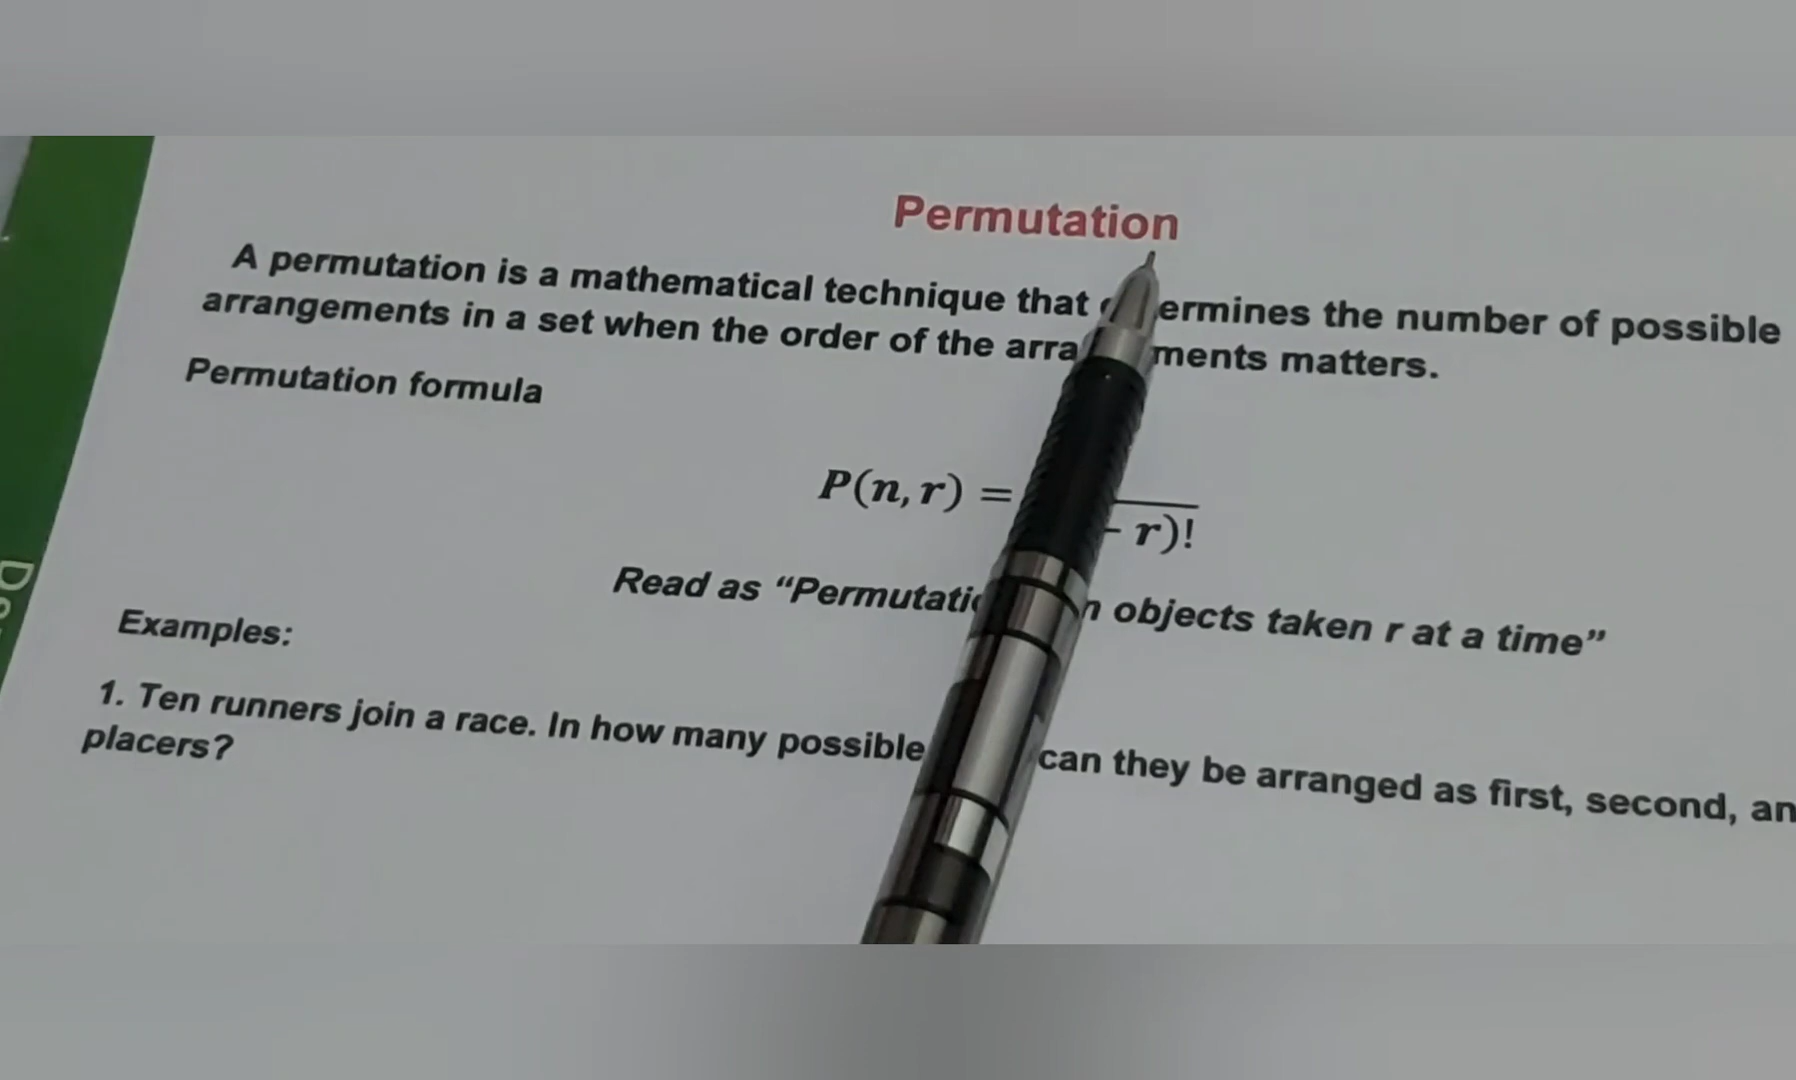 Permutation
A permutation is a mathematical technique that ermines the number of possible
arrangements in a set when the order of the arra ments matters.
Permutation formula
P(n, r) =
- r)!
Read as “Permutatio n objects taken r at a time”
Examples:
1. Ten runners join a race. In how many possible can they be arranged as first, second, an
placers?